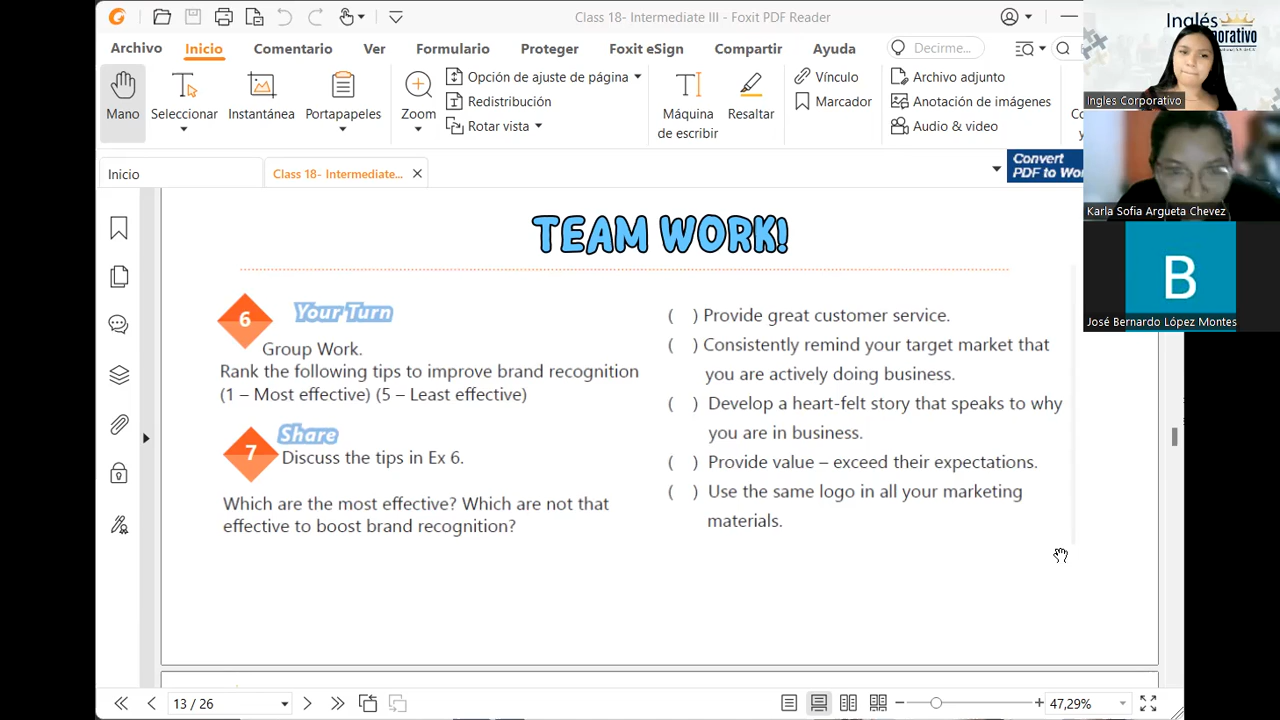 Class 18- Intermediate III - Foxit PDF Reader
Archivo Inicio Comentario Ver Formulario Proteger Foxit eSign Compartir Ayuda Decirme...
Mano
Seleccionar
Instantánea
Portapapeles
Zoom
Opción de ajuste de página
Redistribución
Rotar vista
Máquina de escribir
Resaltar
Vínculo
Marcador
Archivo adjunto
Anotación de imágenes
Audio & video
Inicio
Class 18- Intermediate...
Convert
PDF to
TEAM WORK!
6 Your Turn
Group Work.
Rank the following tips to improve brand recognition
(1 – Most effective) (5 – Least effective)
7 Share
Discuss the tips in Ex 6.
Which are the most effective? Which are not that
effective to boost brand recognition?
( ) Provide great customer service.
( ) Consistently remind your target market that
you are actively doing business.
( ) Develop a heart-felt story that speaks to why
you are in business.
( ) Provide value – exceed their expectations.
( ) Use the same logo in all your marketing
materials.
13 / 26
47,29%
Inglés
Ingles Corporativo
Karla Sofia Argueta Chevez
B
José Bernardo López Montes